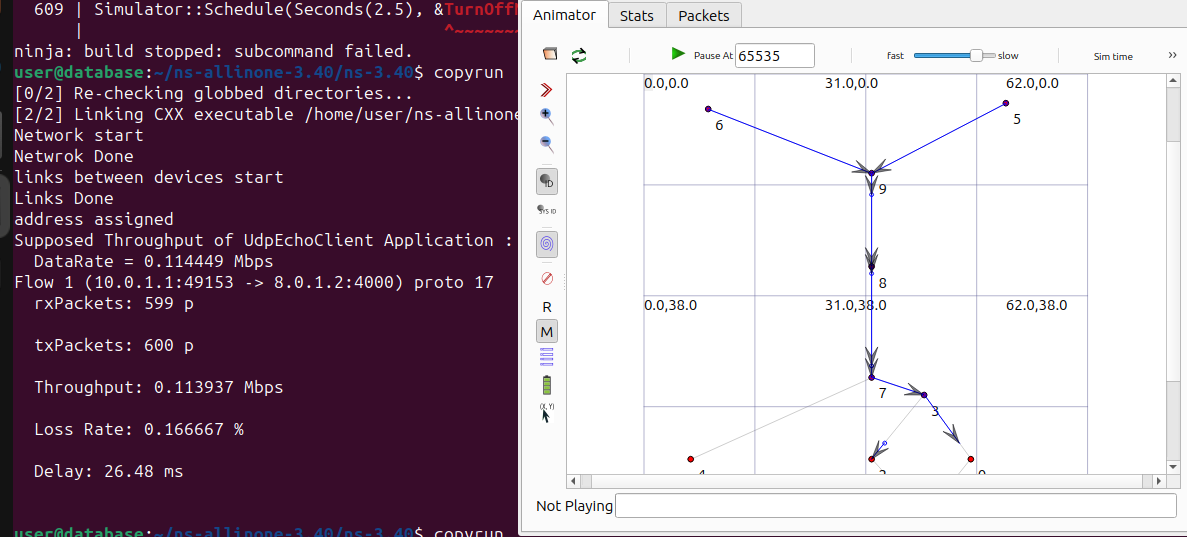 609 | Simulator::Schedule(Seconds(2.5), &
|
ninja: build stopped: subcommand failed.
user@database:~/ns-allinone-3.40/ns-3.40$ copyrun
[0/2] Re-checking globbed directories...
[2/2] Linking CXX executable /home/user/ns-allinone
Network start
Netwrok Done
links between devices start
Links Done
address assigned
Supposed Throughput of UdpEchoClient Application :
DataRate = 0.114449 Mbps
Flow 1 (10.0.1.1:49153 -> 8.0.1.2:4000) proto 17
rxPackets: 599 p
txPackets: 600 p
Throughput: 0.113937 Mbps
Loss Rate: 0.166667 %
Delay: 26.48 ms
user@database:~/ns-allinone-3.40/ns-3.40$ copyrun
Animator Stats Packets
Pause At 65535 fast slow Sim time »
0.0,0.0 31.0,0.0 62.0,0.0
6 5
9
ID
SYS ID
8
0.0,38.0 31.0,38.0 62.0,38.0
R
M
7
3
(X, Y)
Not Playing